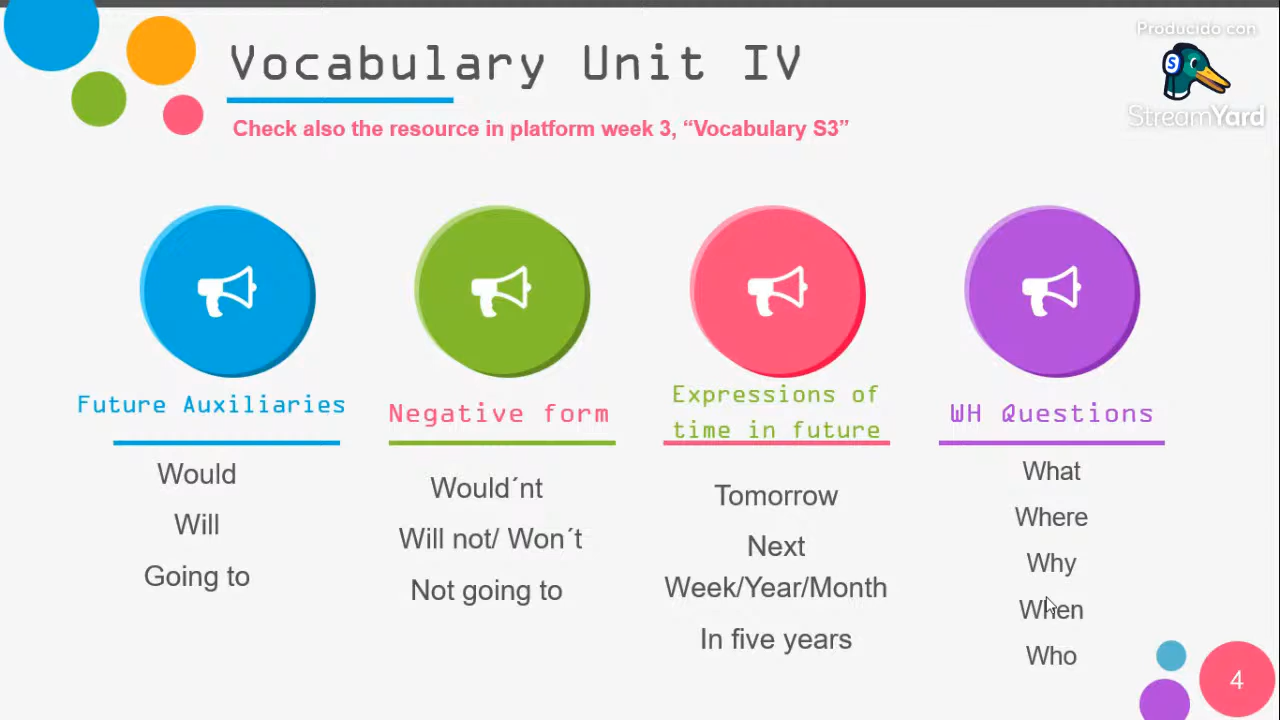 Vocabulary Unit IV
Check also the resource in platform week 3, “Vocabulary S3”
Producido con
S
StreamYard
Future Auxiliaries
Would
Will
Going to
Negative form
Would´nt
Will not/ Won´t
Not going to
Expressions of
time in future
Tomorrow
Next
Week/Year/Month
In five years
WH Questions
What
Where
Why
When
Who
4